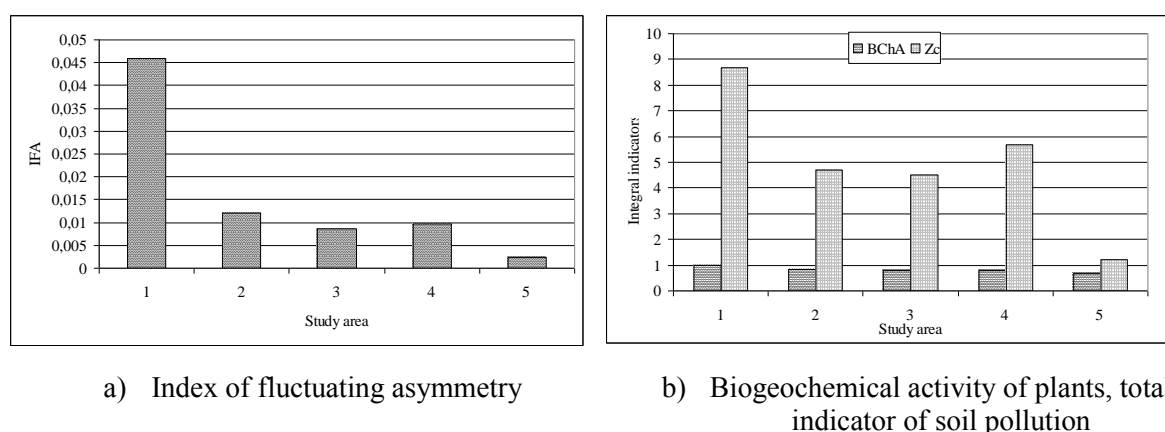 0,05
0,045
0,04
0,035
0,03
0,025
0,02
0,015
0,01
0,005
0
IFA
1 2 3 4 5
Study area
a) Index of fluctuating asymmetry
BChA Zc
10
9
8
7
6
5
4
3
2
1
0
Integral indicators
1 2 3 4 5
Study area
b) Biogeochemical activity of plants, total
indicator of soil pollution